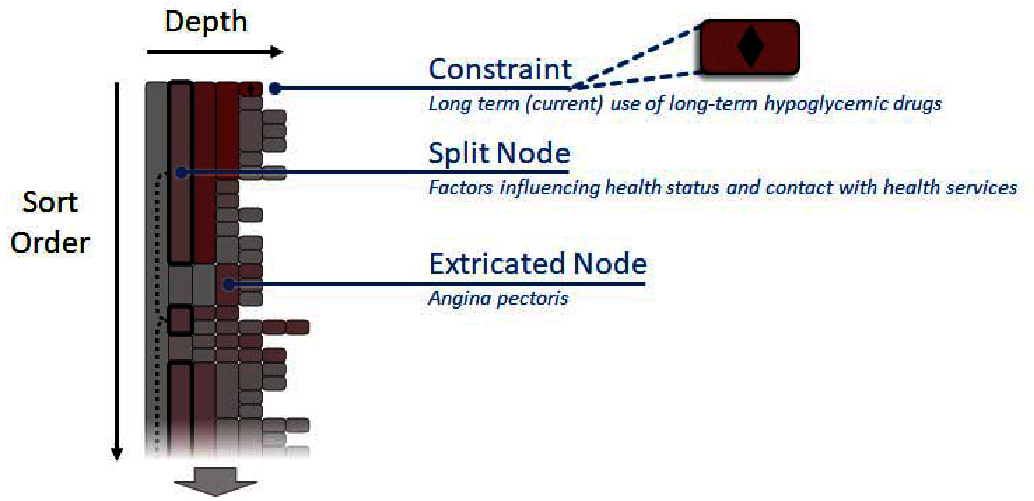 Depth
Constraint
Long term (current) use of long-term hypoglycemic drugs
Split Node
Factors influencing health status and contact with health services
Sort
Order
Extricated Node
Angina pectoris